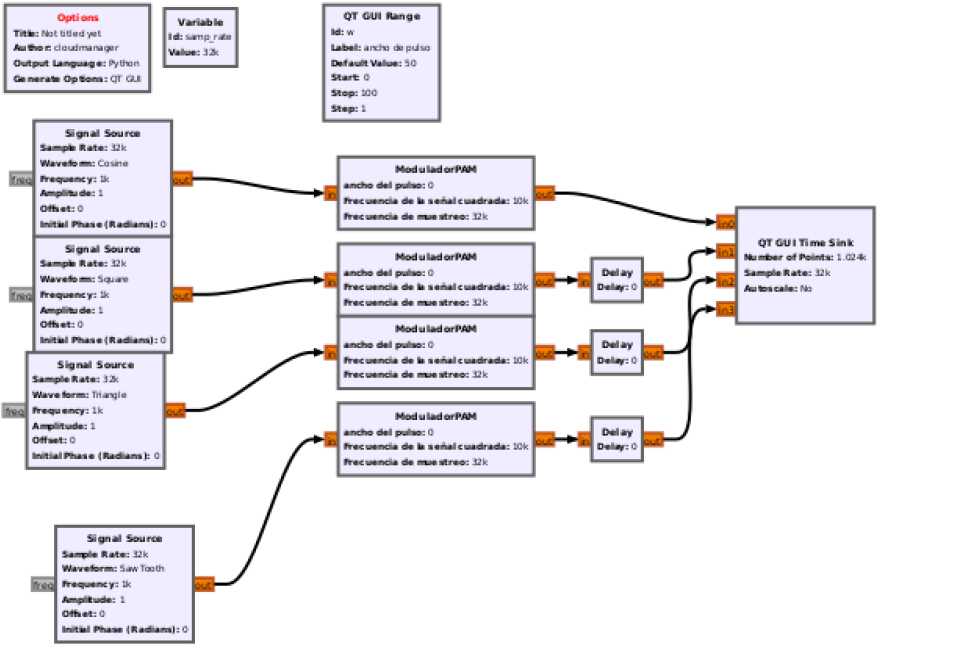 Options
Title: Not titled yet
Author: cloudmanager
Output Language: Python
Generate Options: QT GUI
Variable
Id: samp_rate
Value: 32k
QT GUI Range
Id: w
Label: ancho de pulso
Default Value: 50
Start: 0
Stop: 100
Step: 1
Signal Source
Sample Rate: 32k
Waveform: Cosine
Frequency: 1k
Amplitude: 1
Offset: 0
Initial Phase (Radians): 0
freq
out
Signal Source
Sample Rate: 32k
Waveform: Square
Frequency: 1k
Amplitude: 1
Offset: 0
Initial Phase (Radians): 0
freq
out
Signal Source
Sample Rate: 32k
Waveform: Triangle
Frequency: 1k
Amplitude: 1
Offset: 0
Initial Phase (Radians): 0
freq
out
Signal Source
Sample Rate: 32k
Waveform: Saw Tooth
Frequency: 1k
Amplitude: 1
Offset: 0
Initial Phase (Radians): 0
freq
out
in
ModuladorPAM
ancho del pulso: 0
Frecuencia de la señal cuadrada: 10k
Frecuencia de muestreo: 32k
out
in
ModuladorPAM
ancho del pulso: 0
Frecuencia de la señal cuadrada: 10k
Frecuencia de muestreo: 32k
out
in
ModuladorPAM
ancho del pulso: 0
Frecuencia de la señal cuadrada: 10k
Frecuencia de muestreo: 32k
out
in
ModuladorPAM
ancho del pulso: 0
Frecuencia de la señal cuadrada: 10k
Frecuencia de muestreo: 32k
out
in
Delay
Delay: 0
out
in
Delay
Delay: 0
out
in
Delay
Delay: 0
out
in0
in1
in2
in3
QT GUI Time Sink
Number of Points: 1.024k
Sample Rate: 32k
Autoscale: No